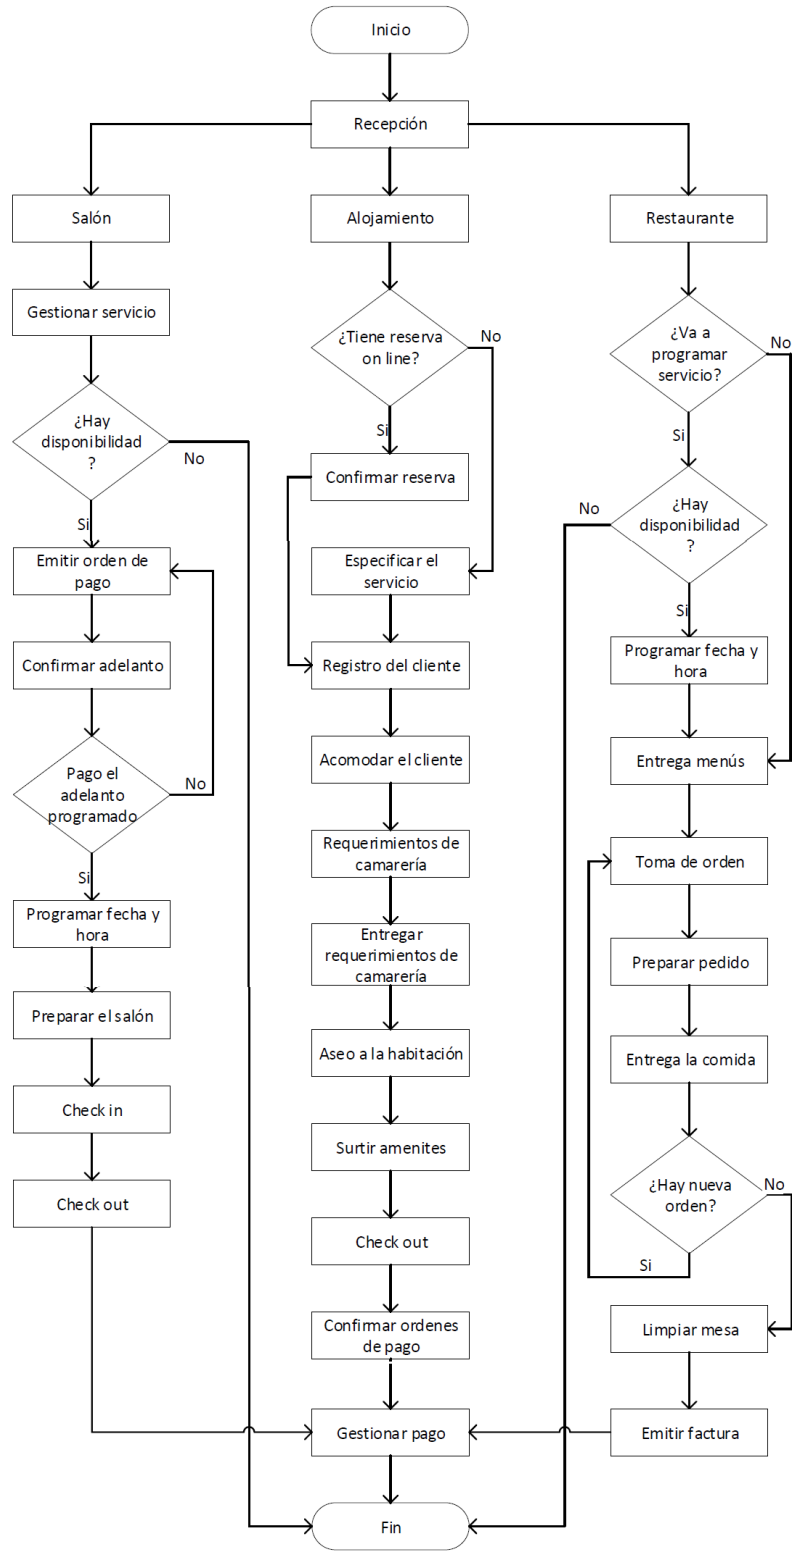 Inicio
Recepción
Salón
Gestionar servicio
¿Hay
disponibilidad
?
No
Si
Emitir orden de
pago
Confirmar adelanto
Pago el
adelanto
programado
No
Si
Programar fecha y
hora
Preparar el salón
Check in
Check out
Alojamiento
¿Tiene reserva
on line?
No
Si
Confirmar reserva
Especificar el
servicio
Registro del cliente
Acomodar el cliente
Requerimientos de
camarería
Entregar
requerimientos de
camarería
Aseo a la habitación
Surtir amenites
Check out
Confirmar ordenes
de pago
Gestionar pago
Fin
Restaurante
¿Va a
programar
servicio?
No
Si
¿Hay
disponibilidad
?
No
Si
Programar fecha y
hora
Entrega menús
Toma de orden
Preparar pedido
Entrega la comida
¿Hay nueva
orden?
No
Si
Limpiar mesa
Emitir factura